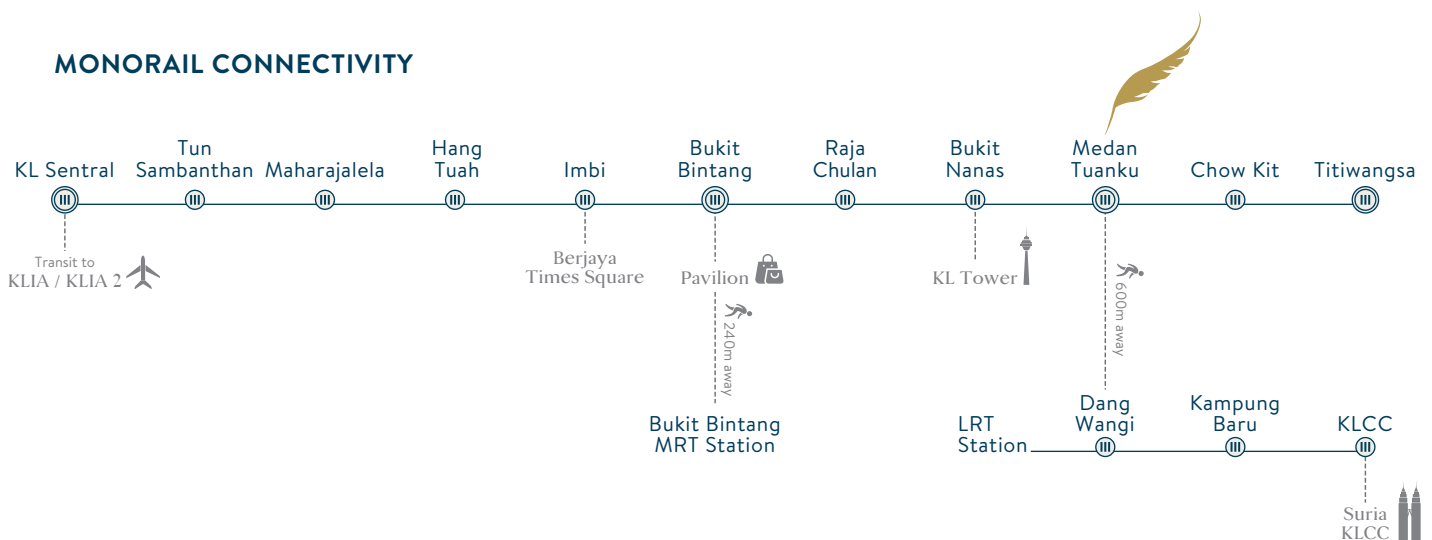 MONORAIL CONNECTIVITY
KL Sentral
Tun
Sambanthan
Maharajalela
Hang
Tuah
Imbi
Bukit
Bintang
Raja
Chulan
Bukit
Nanas
Medan
Tuanku
Chow Kit
Titiwangsa
Transit to
KLIA / KLIA 2
Berjaya
Times Square
Pavilion
KL Tower
240m away
600m away
Bukit Bintang
MRT Station
LRT
Station
Dang
Wangi
Kampung
Baru
KLCC
Suria
KLCC